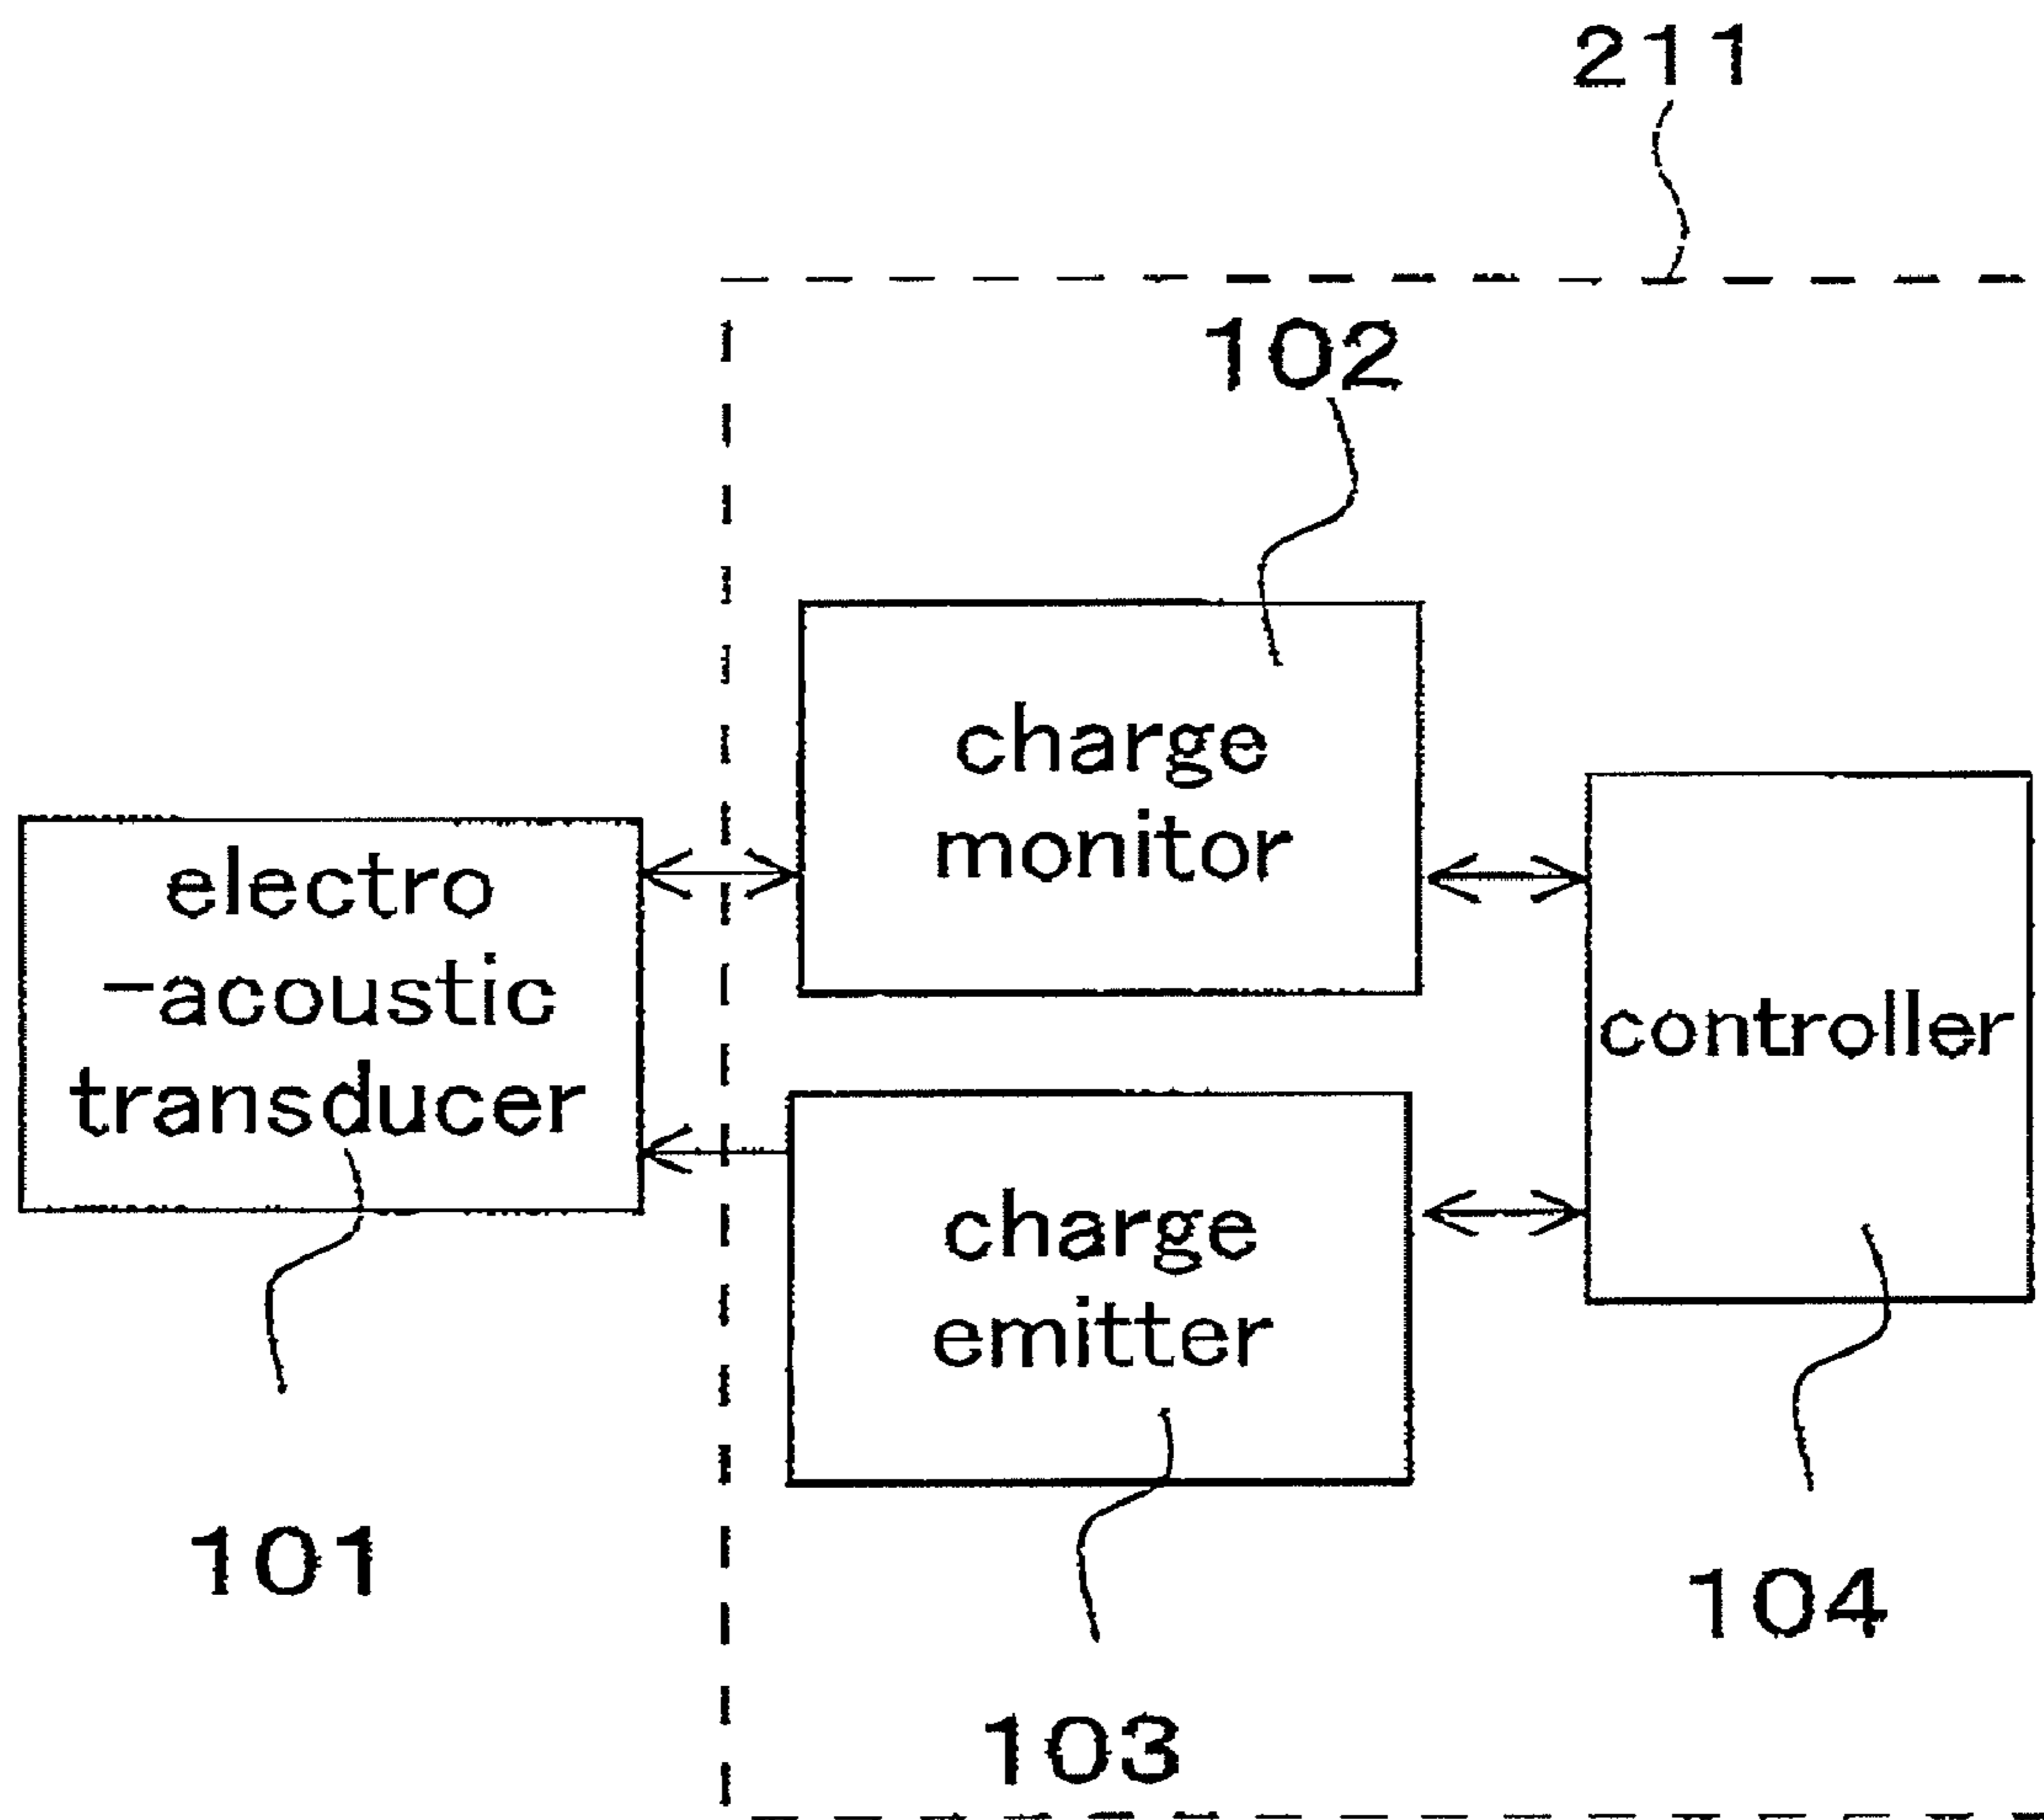 211
102
charge
monitor
electro
-acoustic
transducer
controller
charge
emitter
101
104
103